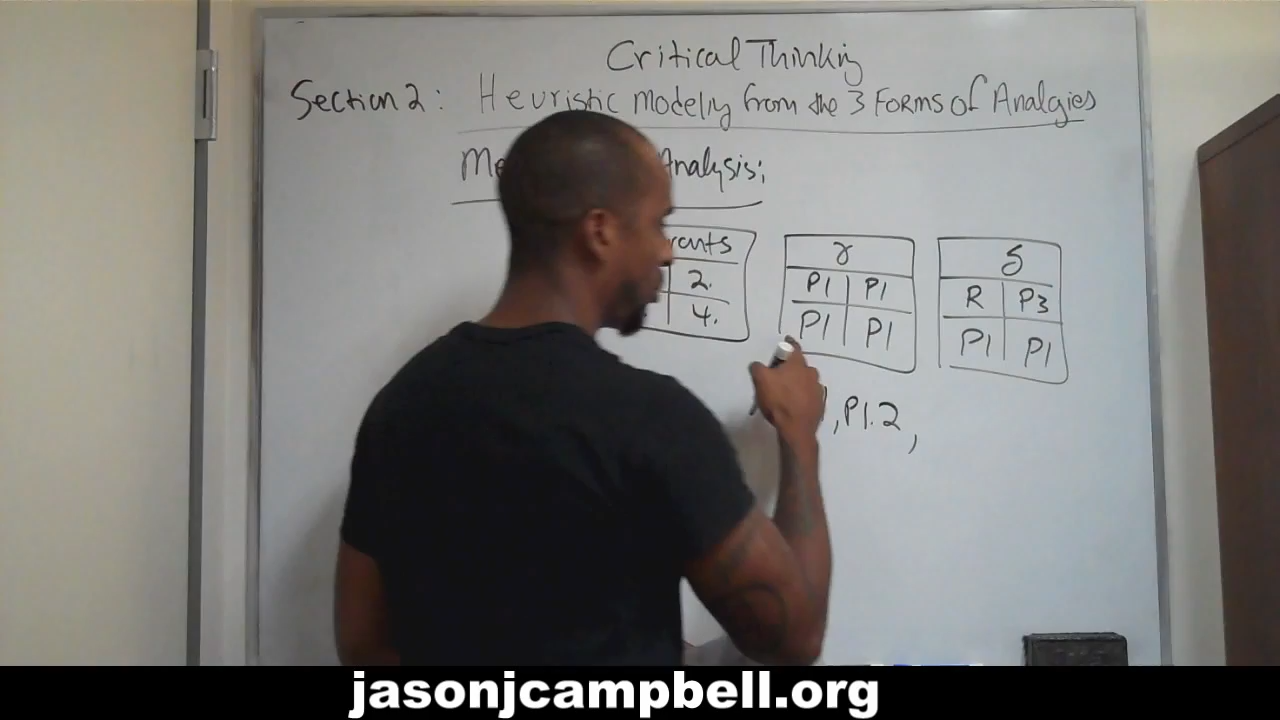 Critical Thinking
Section 2: Heuristic Modeling from the 3 Forms of Analgies
Analysis;
2.
4.
γ
P1 P1
P1 P1
δ
R P3
P1 P1
, P1.2,
jasonjcampbell.org